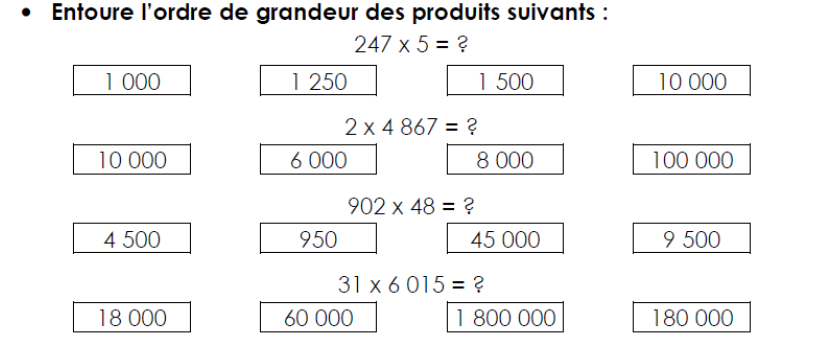 • Entoure l'ordre de grandeur des produits suivants :
247 x 5 = ?
1 000 1 250 1 500 10 000
2 x 4 867 = ?
10 000 6 000 8 000 100 000
902 x 48 = ?
4 500 950 45 000 9 500
31 x 6 015 = ?
18 000 60 000 1 800 000 180 000